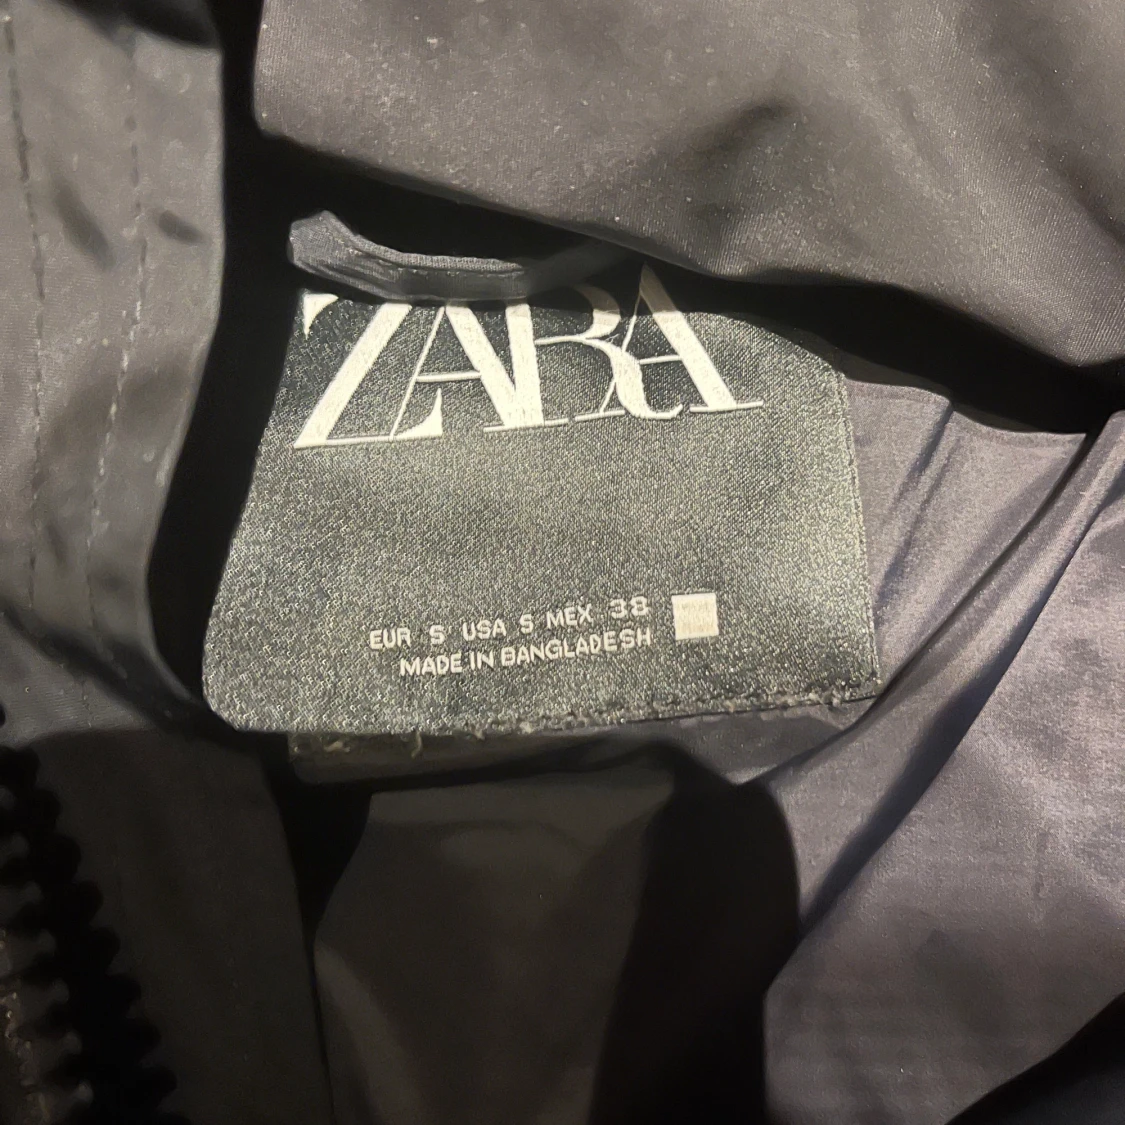 ZARA
EUR S USA S MEX 38
MADE IN BANGLADESH